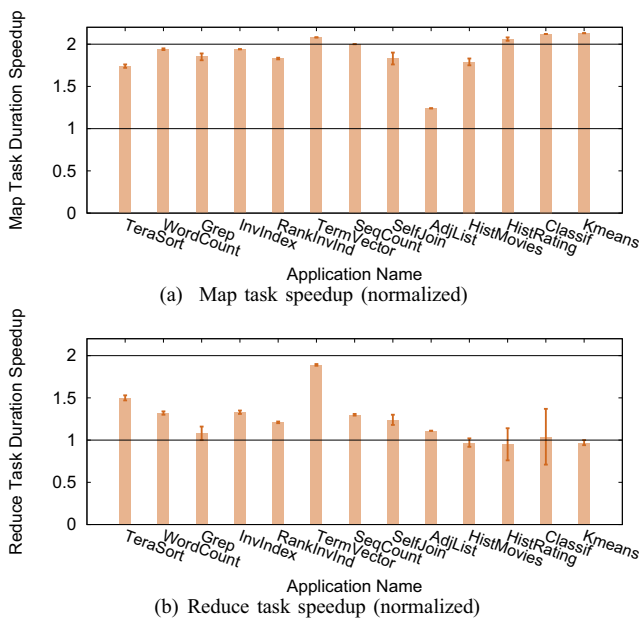 Map Task Duration Speedup
2
1.5
1
0.5
0
TeraSort
WordCount
Grep
InvIndex
RankInvInd
TermVector
SeqCount
SelfJoin
AdjList
HistMovies
HistRating
Classif
Kmeans
Application Name
(a) Map task speedup (normalized)
Reduce Task Duration Speedup
2
1.5
1
0.5
0
TeraSort
WordCount
Grep
InvIndex
RankInvInd
TermVector
SeqCount
SelfJoin
AdjList
HistMovies
HistRating
Classif
Kmeans
Application Name
(b) Reduce task speedup (normalized)